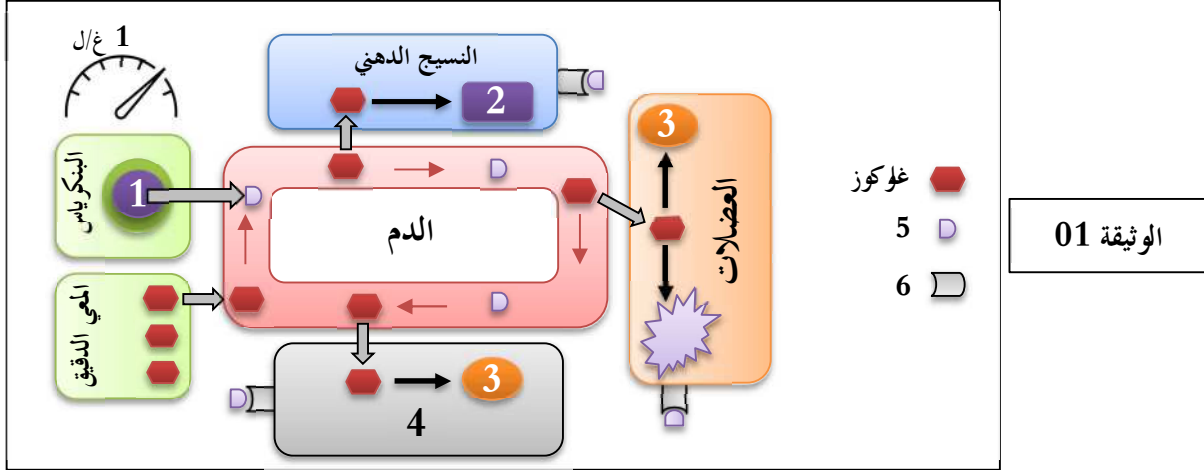 1 غ/ل
النسيج الدهني
2
البنكرياس
1
الدم
3
العضلات
المعي الدقيق
3
4
غلوكوز
5
6
الوثيقة 01